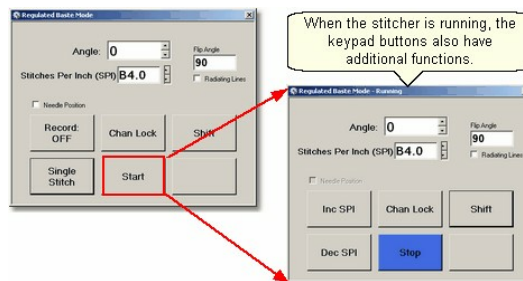 Regulated Baste Mode
Angle: 0
Flip Angle
90
Stitches Per Inch (SPI) B4.0
Radiating Lines
Needle Position
Record: OFF
Chan Lock
Shift
Single Stitch
Start
When the stitcher is running, the
keypad buttons also have
additional functions.
Regulated Baste Mode - Running
Angle: 0
Flip Angle
90
Stitches Per Inch (SPI) B4.0
Radiating Lines
Needle Position
Inc SPI
Chan Lock
Shift
Dec SPI
Stop